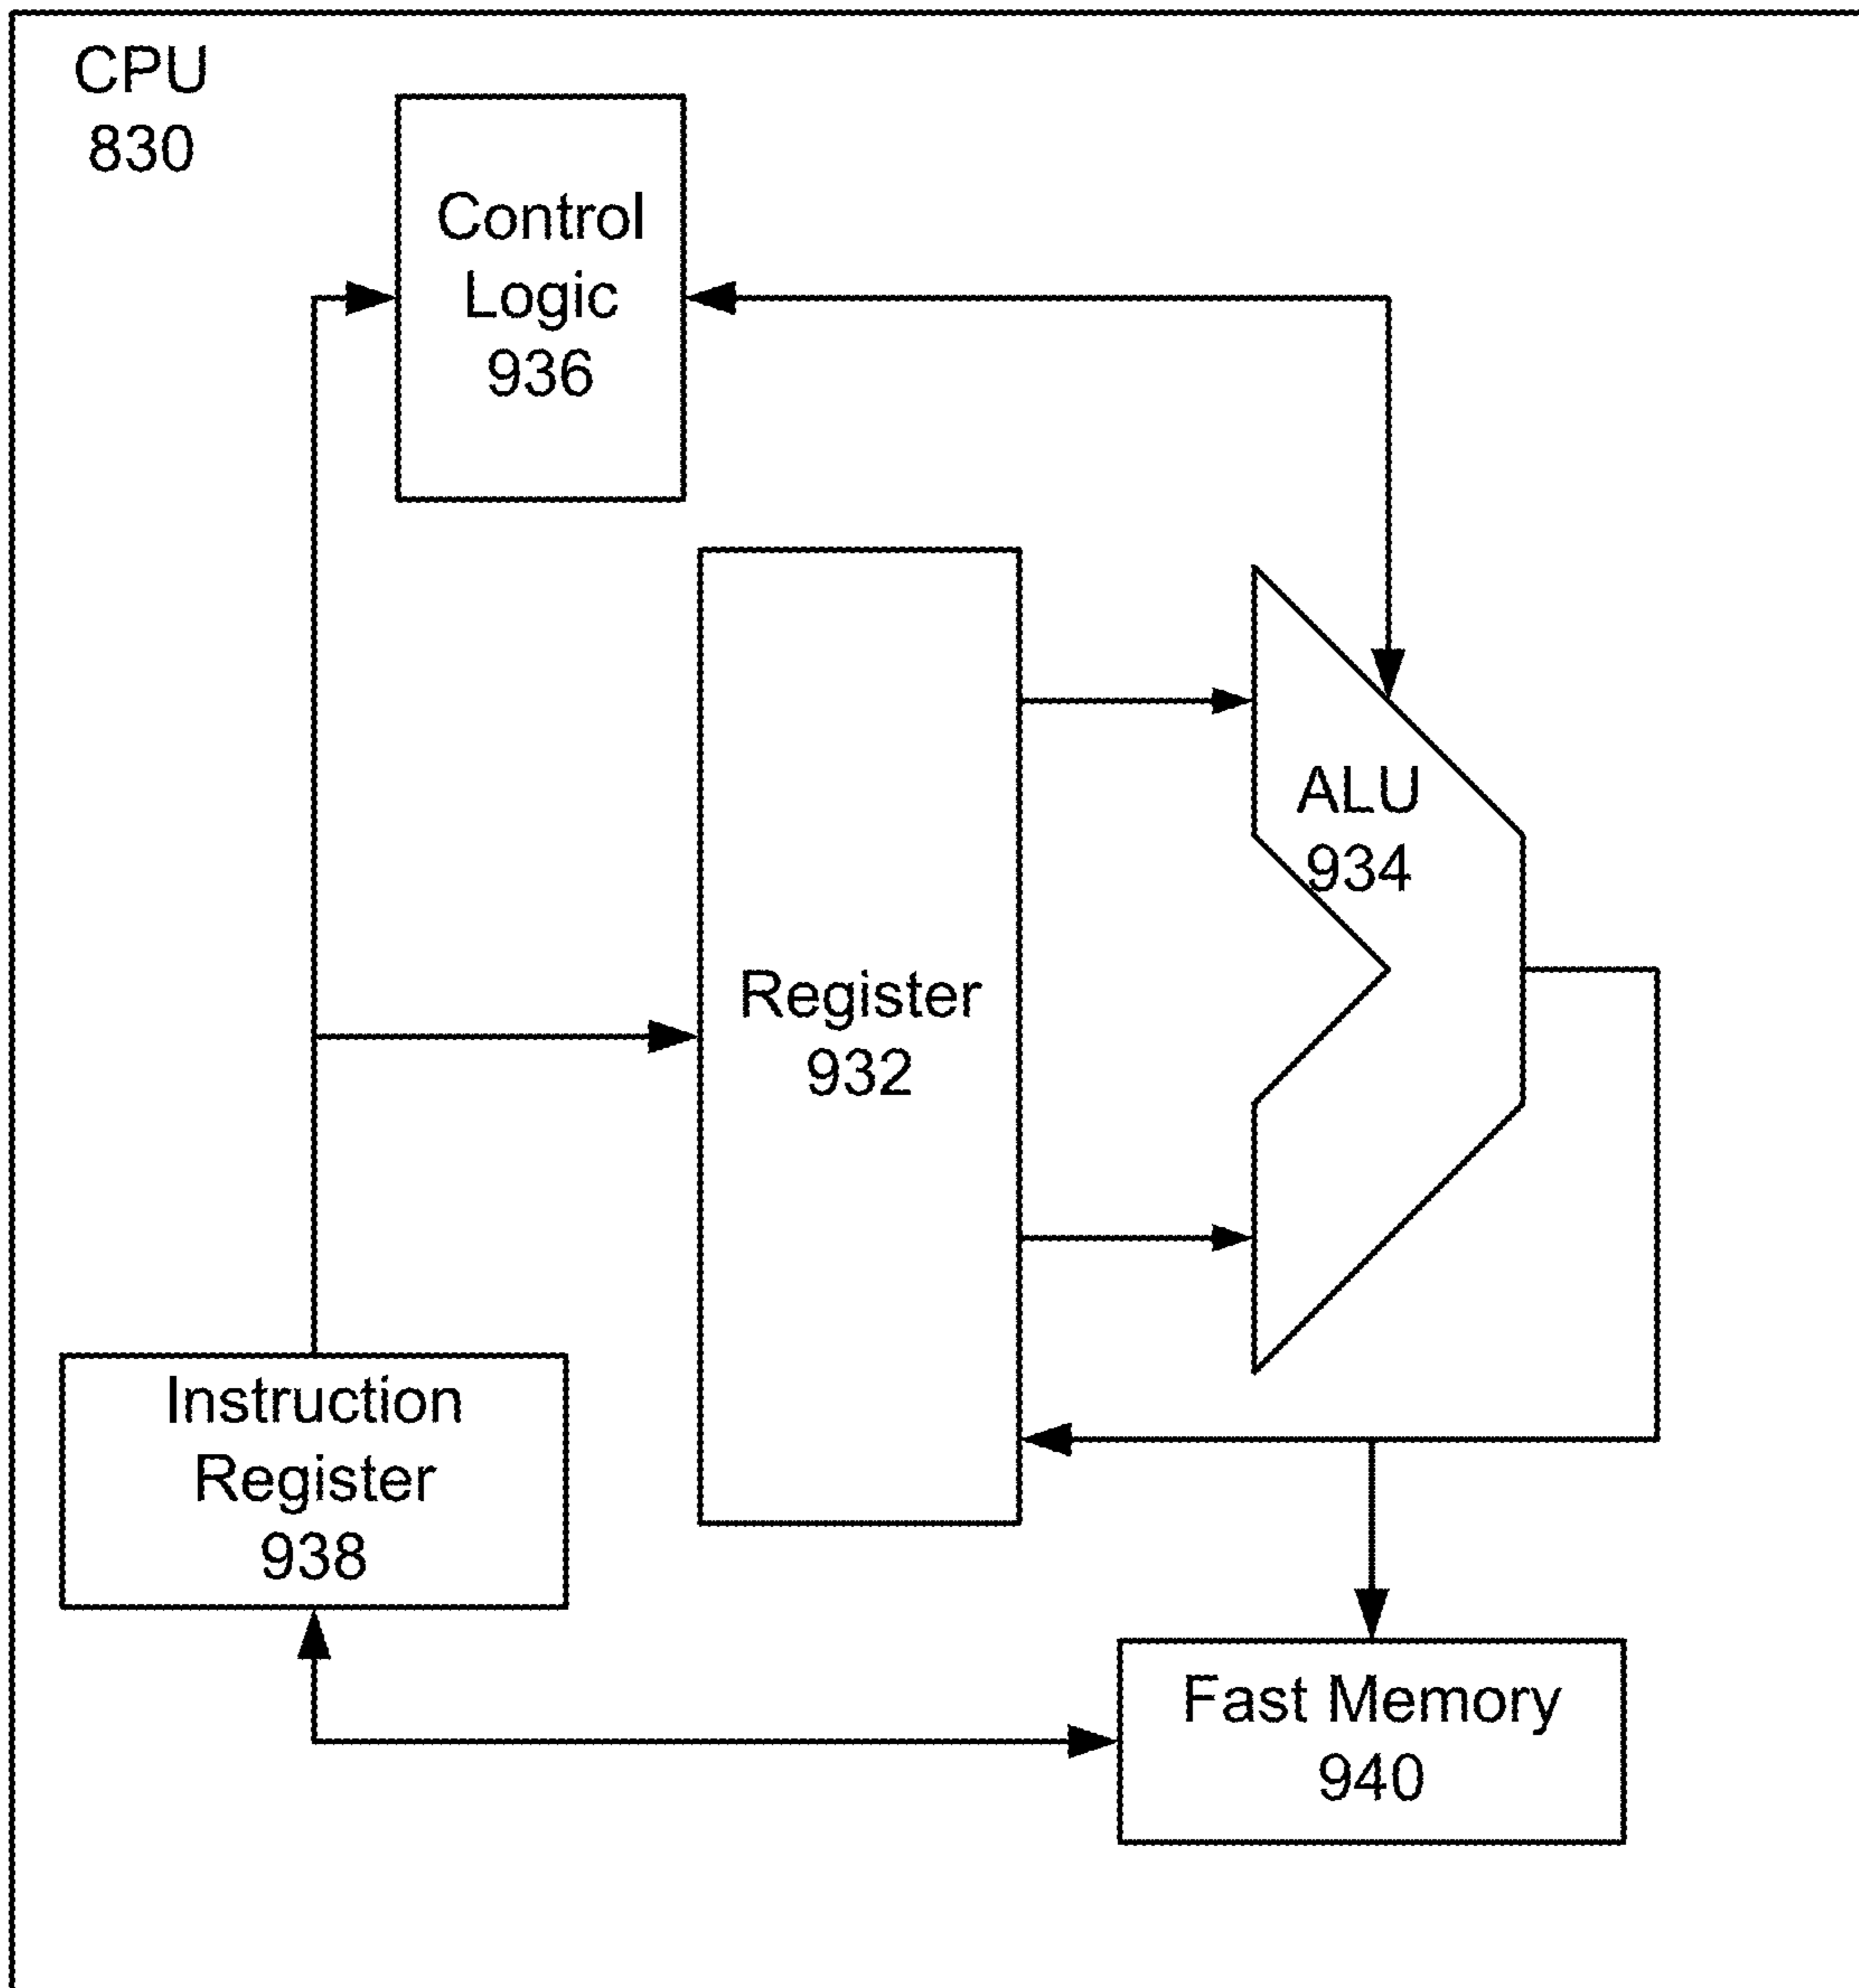 CPU
830
Control
Logic
936
ALU
934
Register
932
Instruction
Register
938
Fast Memory
940